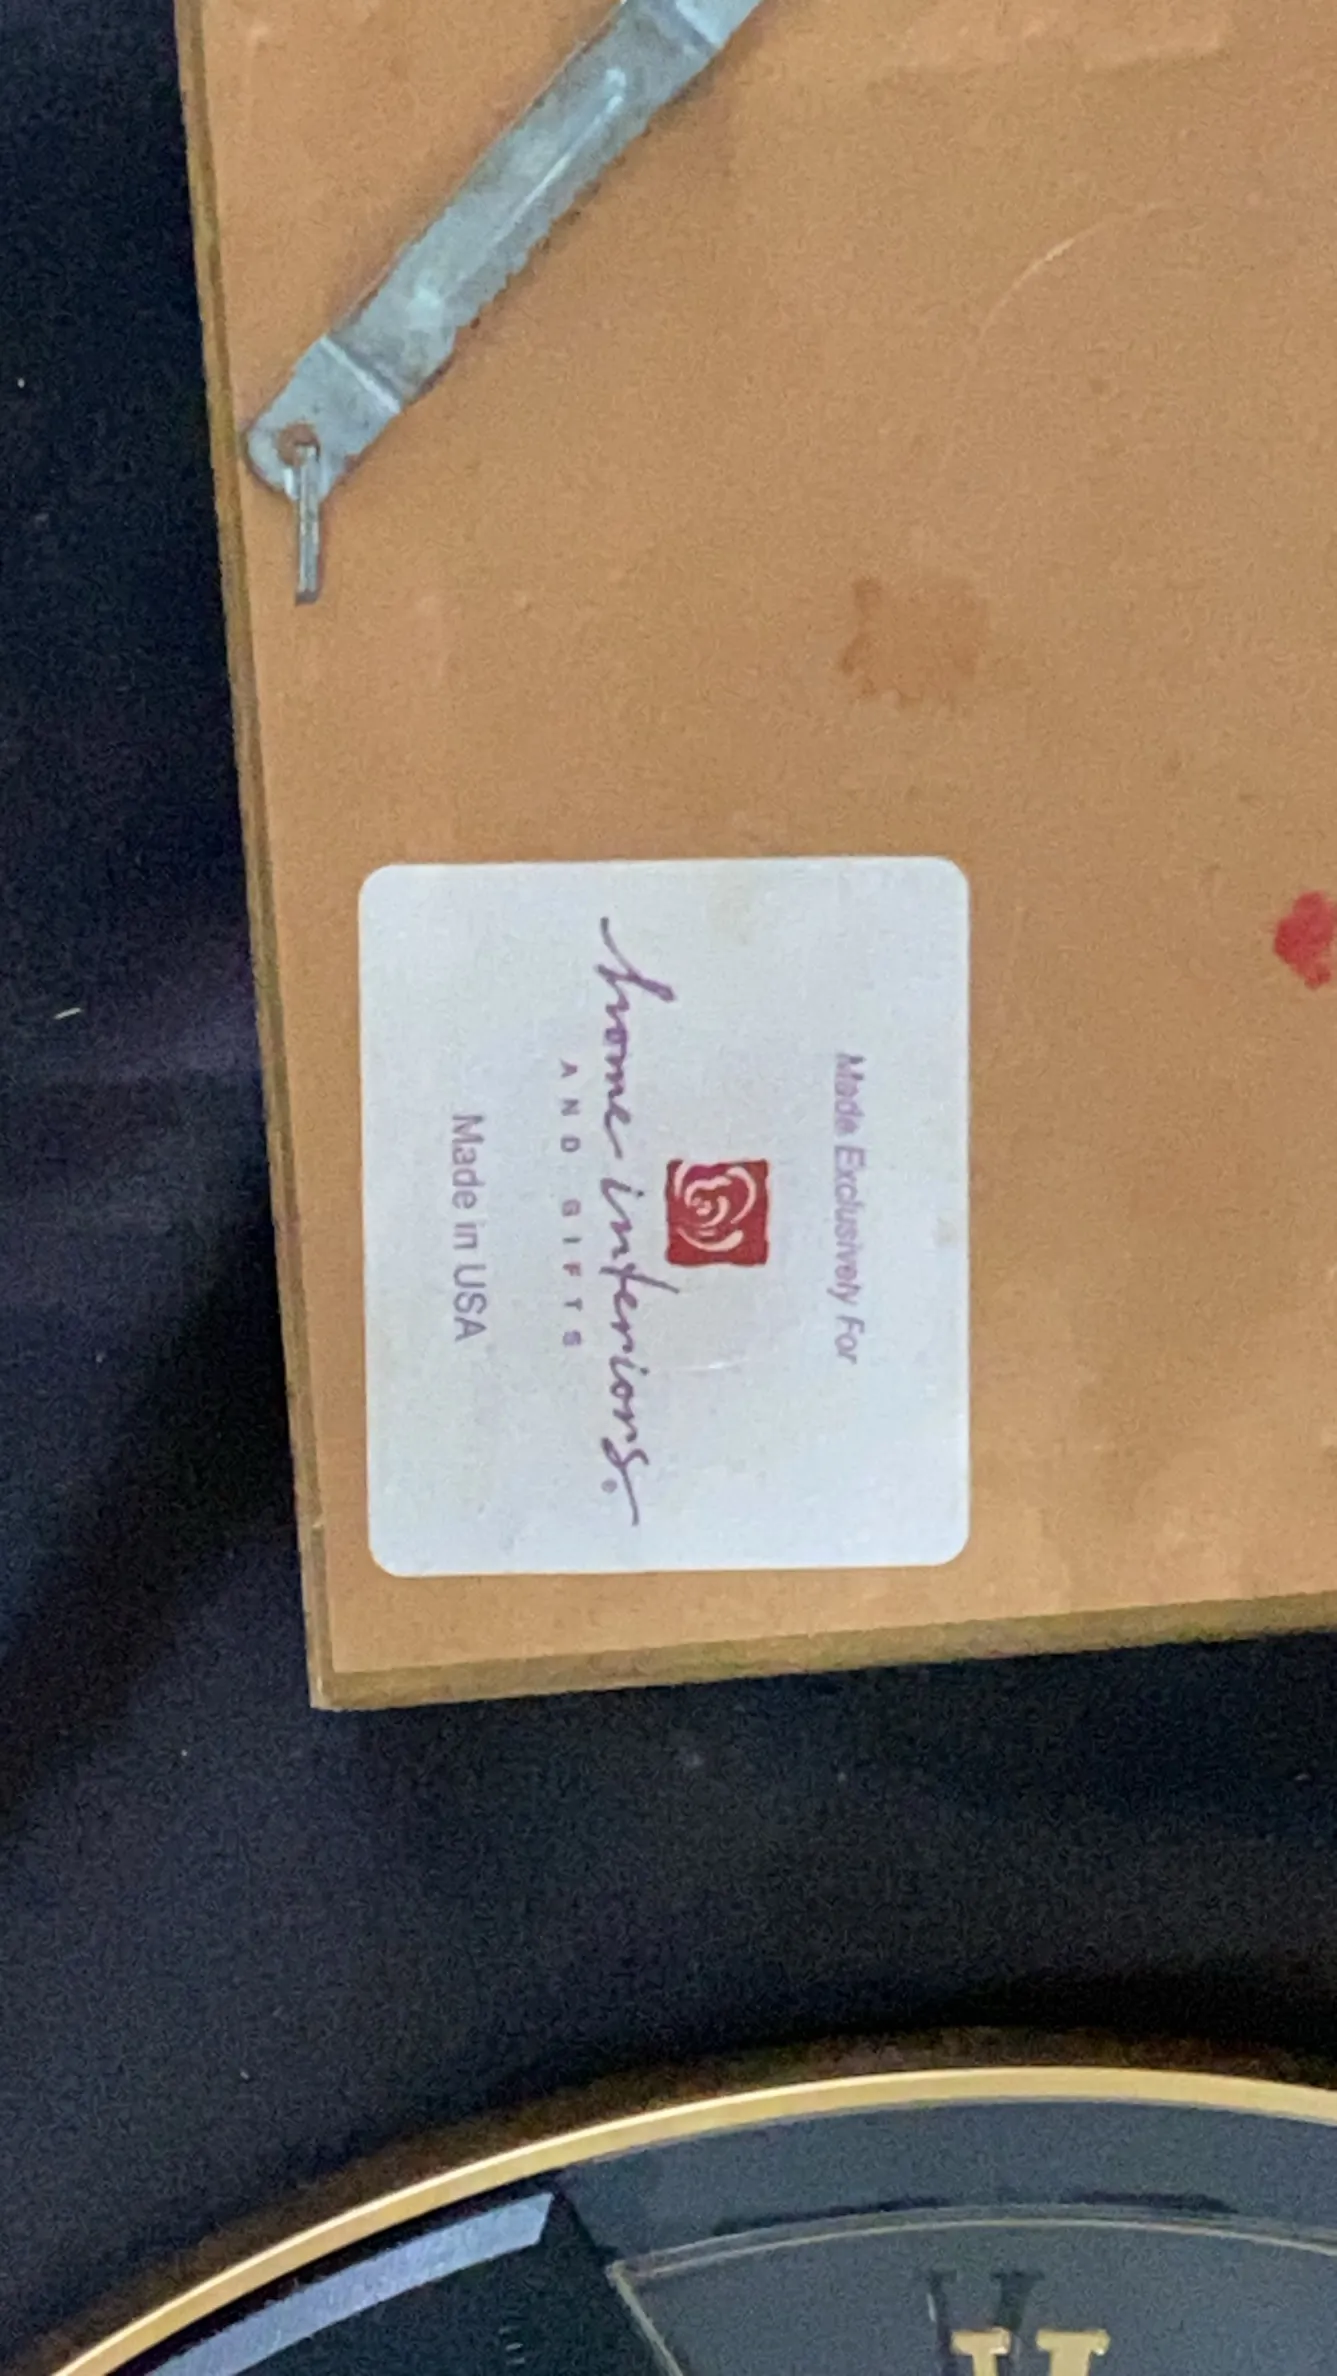 Made Exclusively For
home interiors
AND GIFTS
Made in USA